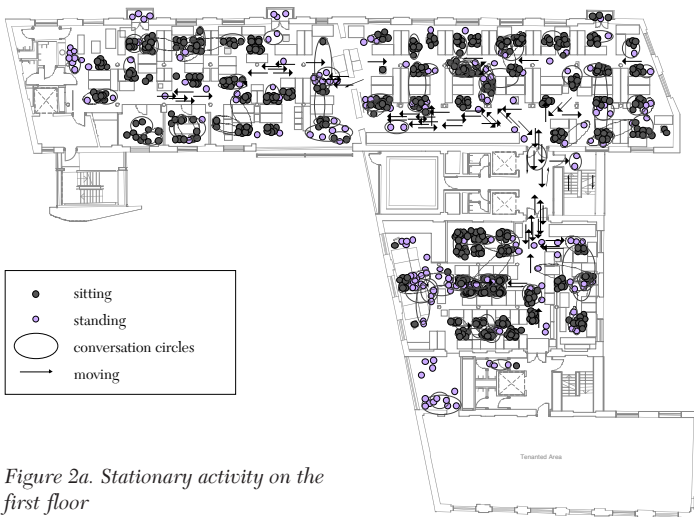 sitting
standing
conversation circles
moving
Tenanted Area
Figure 2a. Stationary activity on the
first floor